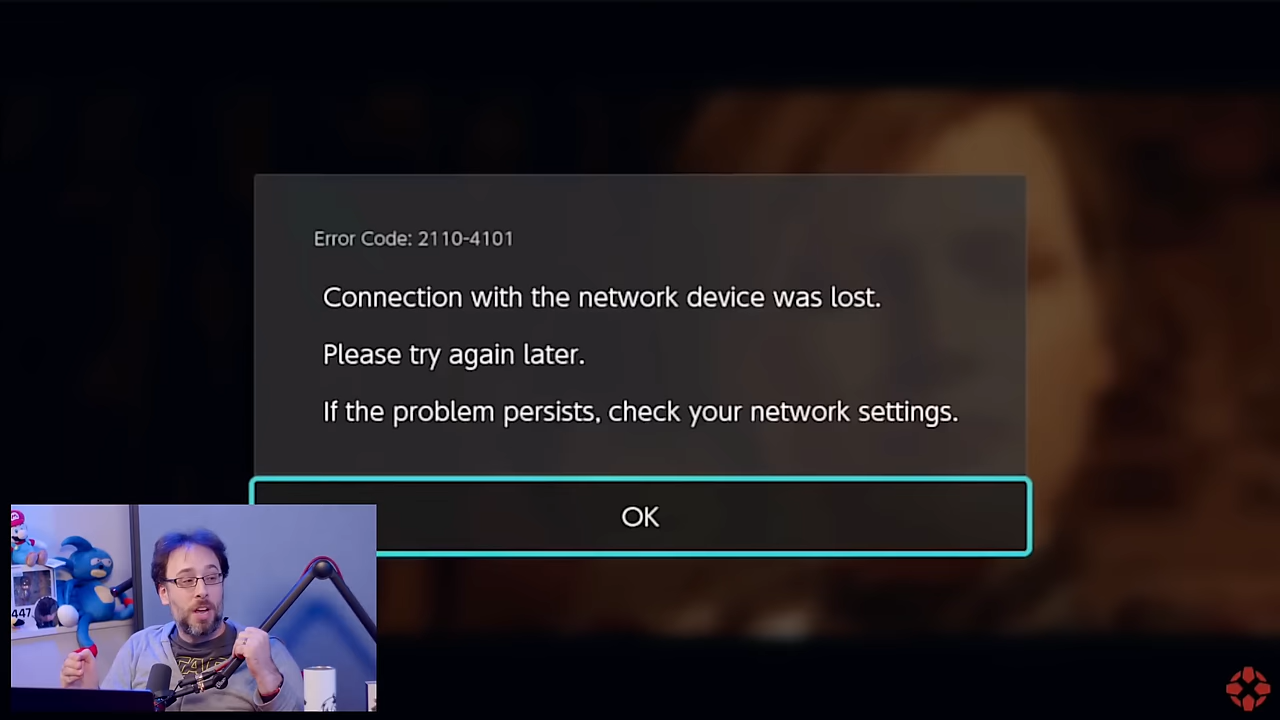 Error Code: 2110-4101
Connection with the network device was lost.
Please try again later.
If the problem persists, check your network settings.
OK
447